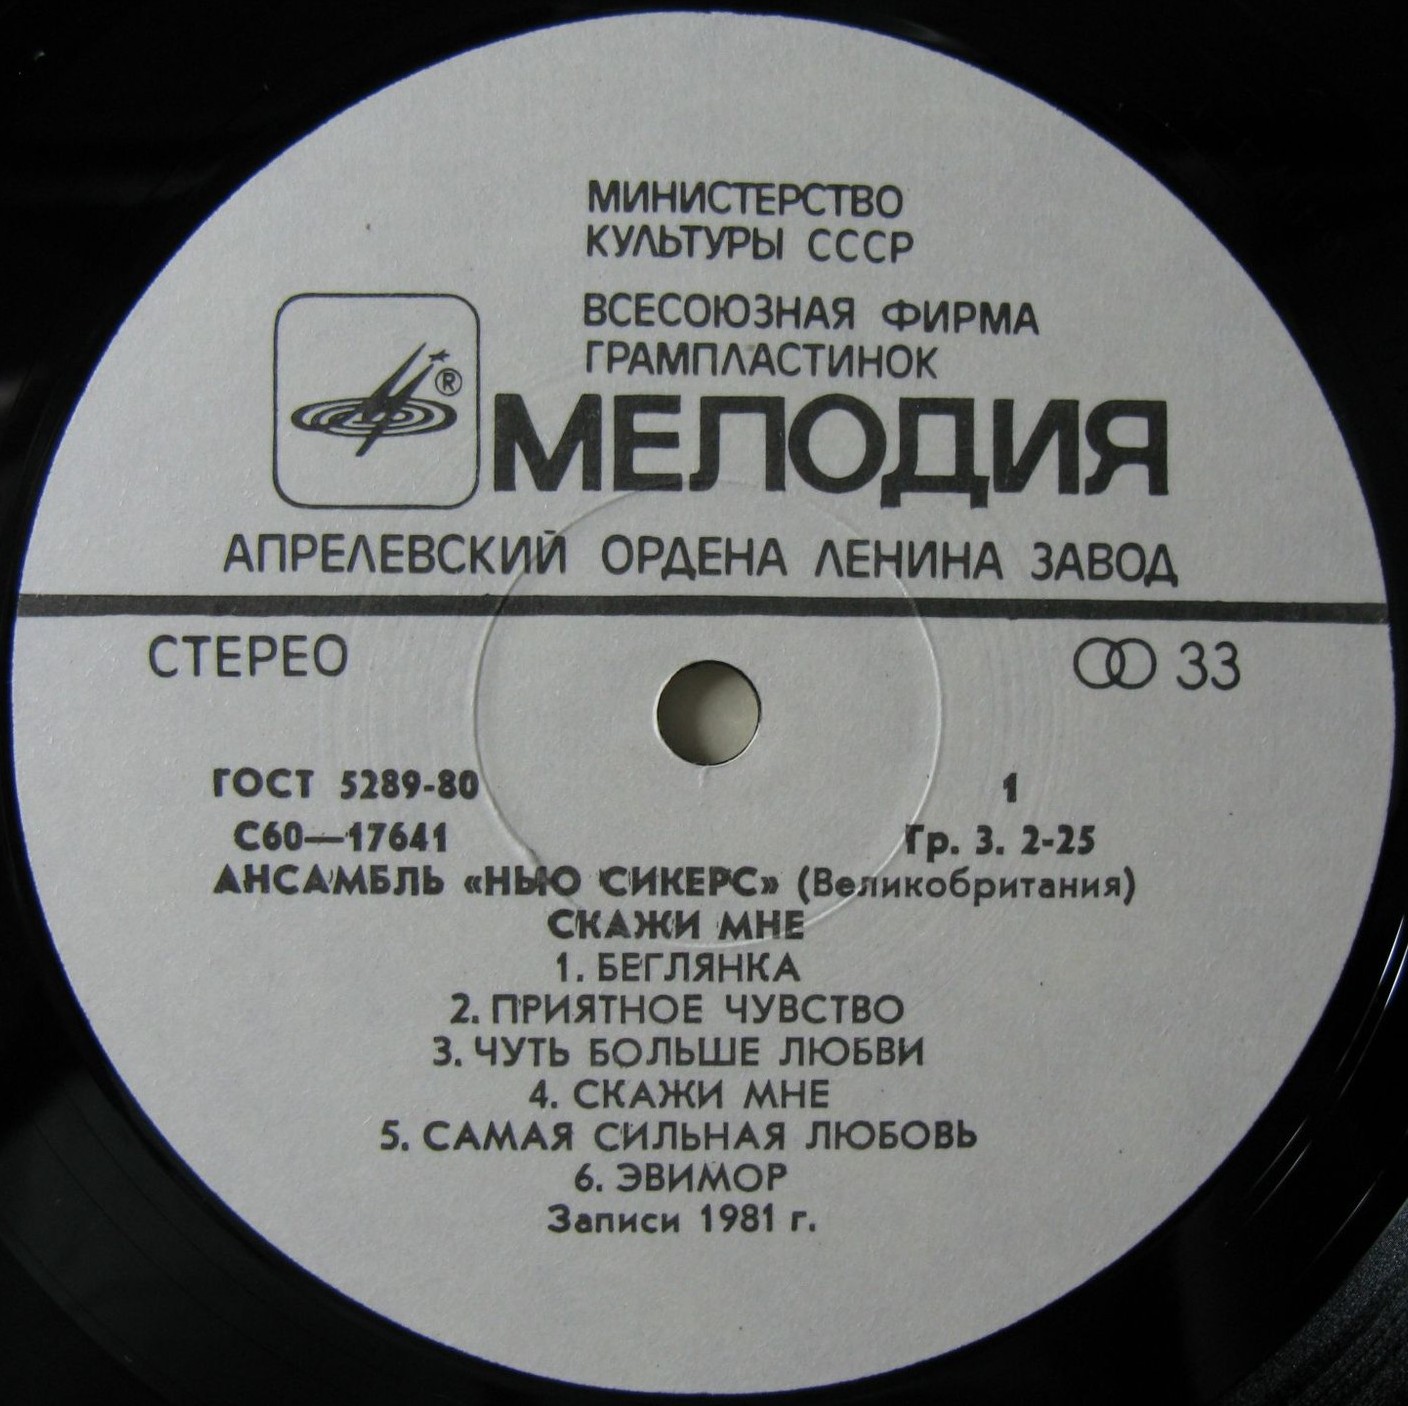 МИНИСТЕРСТВО
КУЛЬТУРЫ СССР
ВСЕСОЮЗНАЯ ФИРМА
ГРАМПЛАСТИНОК
®
МЕЛОДИЯ
АПРЕЛЕВСКИЙ ОРДЕНА ЛЕНИНА ЗАВОД
СТЕРЕО 33
ГОСТ 5289-80 1
С60—17641 Гр. 3. 2-25
АНСАМБЛЬ «НЬЮ СИКЕРС» (Великобритания)
СКАЖИ МНЕ
1. БЕГЛЯНКА
2. ПРИЯТНОЕ ЧУВСТВО
3. ЧУТЬ БОЛЬШЕ ЛЮБВИ
4. СКАЖИ МНЕ
5. САМАЯ СИЛЬНАЯ ЛЮБОВЬ
6. ЭВИМОР
Записи 1981 г.